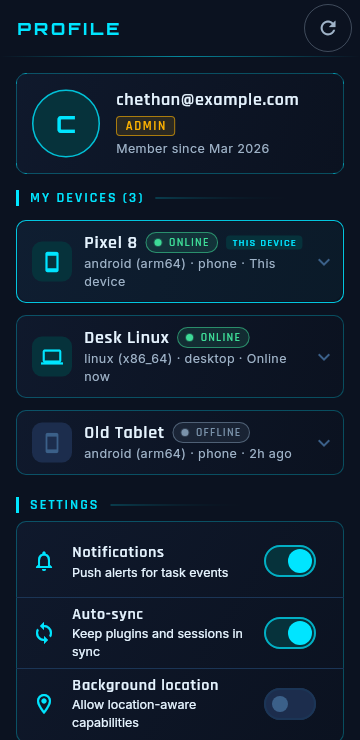 PROFILE
C
chethan@example.com
ADMIN
Member since Mar 2026
MY DEVICES (3)
Pixel 8 ONLINE THIS DEVICE
android (arm64) · phone · This
device
Desk Linux ONLINE
linux (x86_64) · desktop · Online
now
Old Tablet OFFLINE
android (arm64) · phone · 2h ago
SETTINGS
Notifications
Push alerts for task events
Auto-sync
Keep plugins and sessions in
sync
Background location
Allow location-aware
capabilities